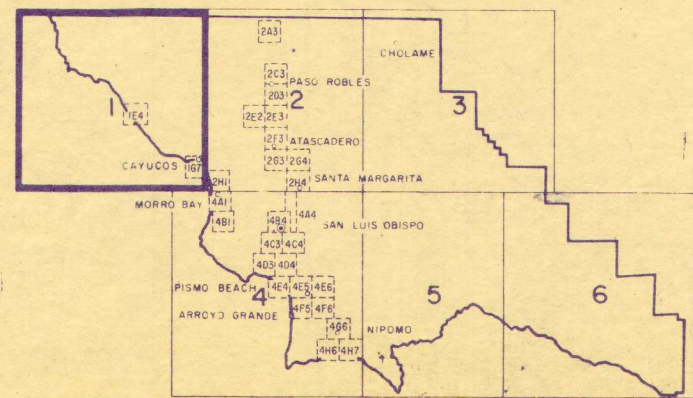 2A3
CHOLAME
2C3
PASO ROBLES
2D3
2
1
3
1E4
2E2 2E3
2F3
ATASCADERO
CAYUCOS
1G7
2G3 2G4
2H1
2H4
SANTA MARGARITA
MORRO BAY
4A1
4A4
4B1
4B4
SAN LUIS OBISPO
4C3 4C4
4D3 4D4
PISMO BEACH
4E4 4E5 4E6
4
5
6
ARROYO GRANDE
4F5 4F6
4G6
NIPOMO
4H6 4H7